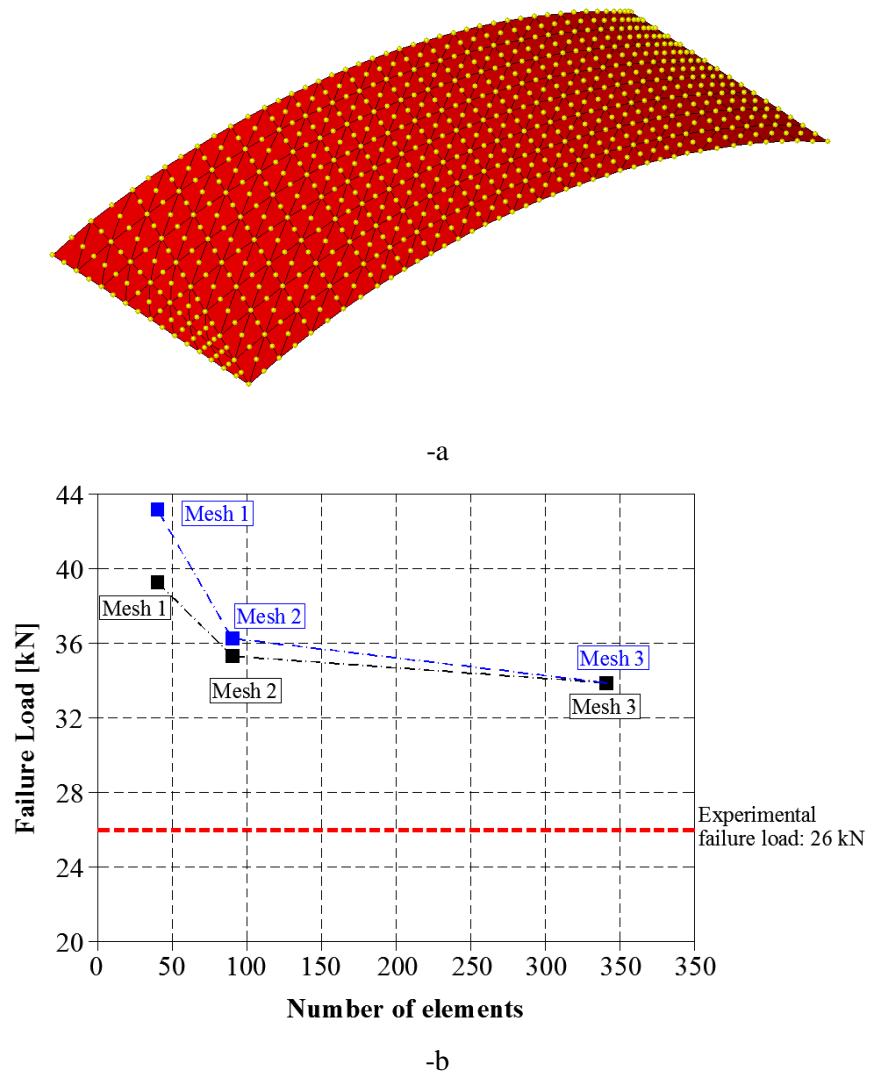 -a
44
40
36
32
28
24
20
Failure Load [kN]
Mesh 1
Mesh 1
Mesh 2
Mesh 2
Mesh 3
Mesh 3
Experimental
failure load: 26 kN
0 50 100 150 200 250 300 350 350
Number of elements
-b